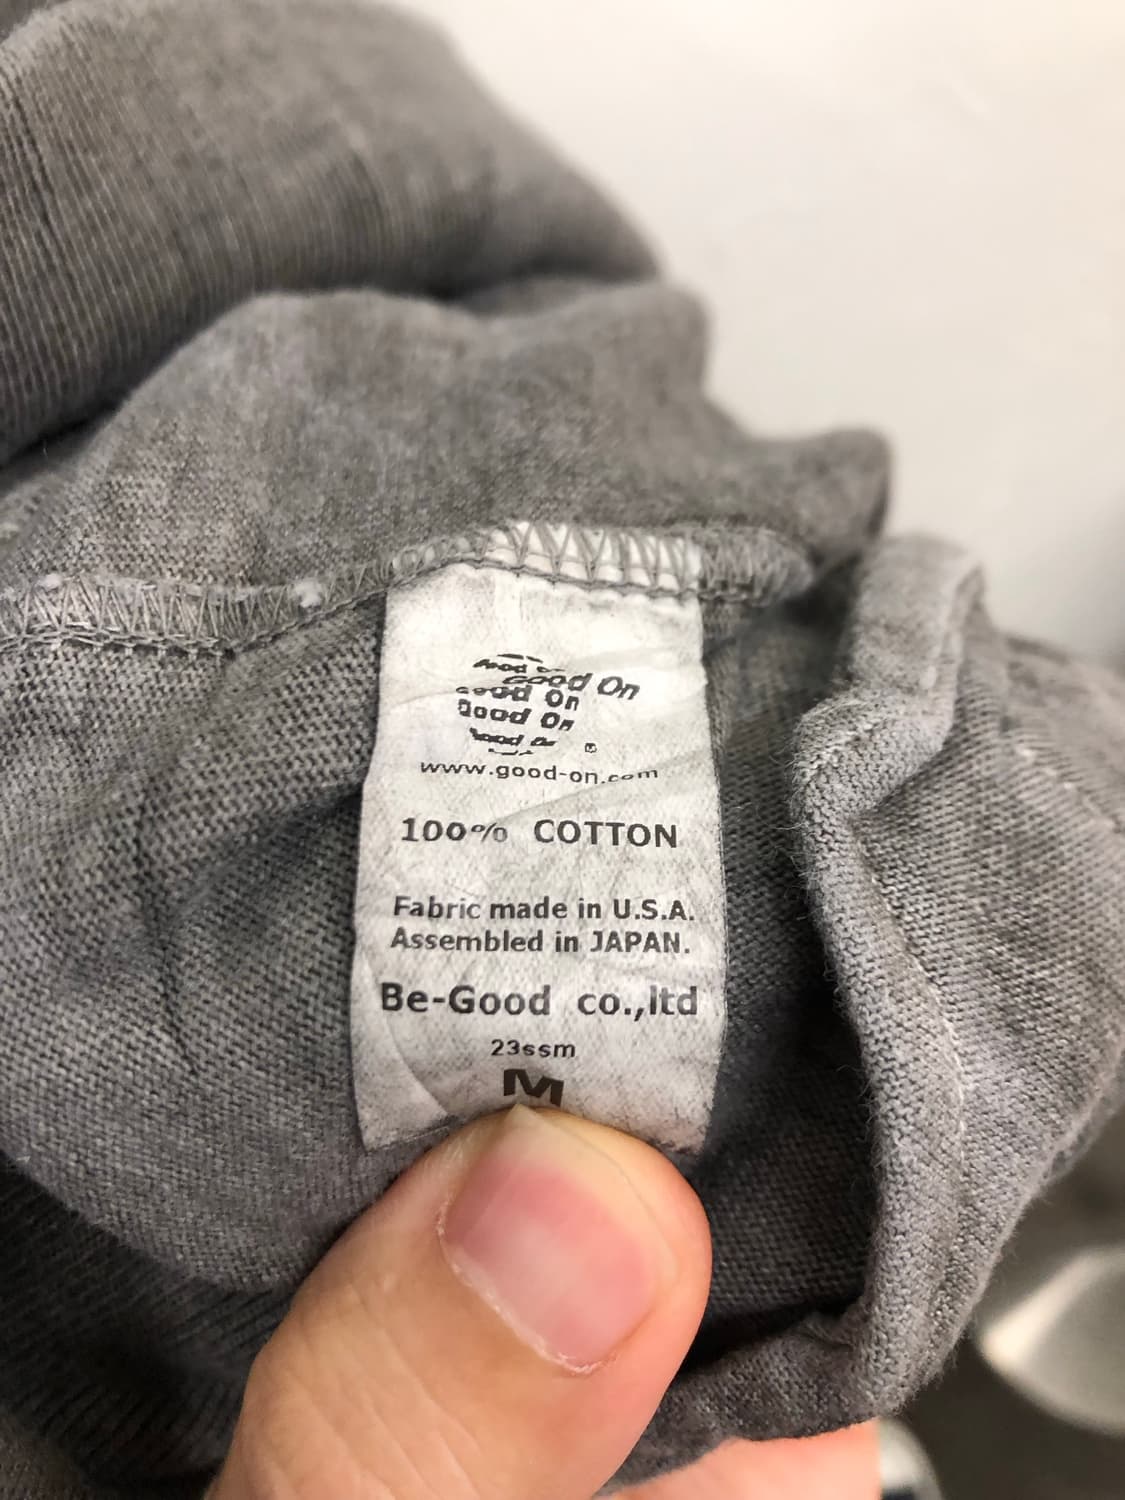 Good On
Good On
Good On
www.good-on.com
100% COTTON
Fabric made in U.S.A.
Assembled in JAPAN.
Be-Good co.,ltd
23ssm
M